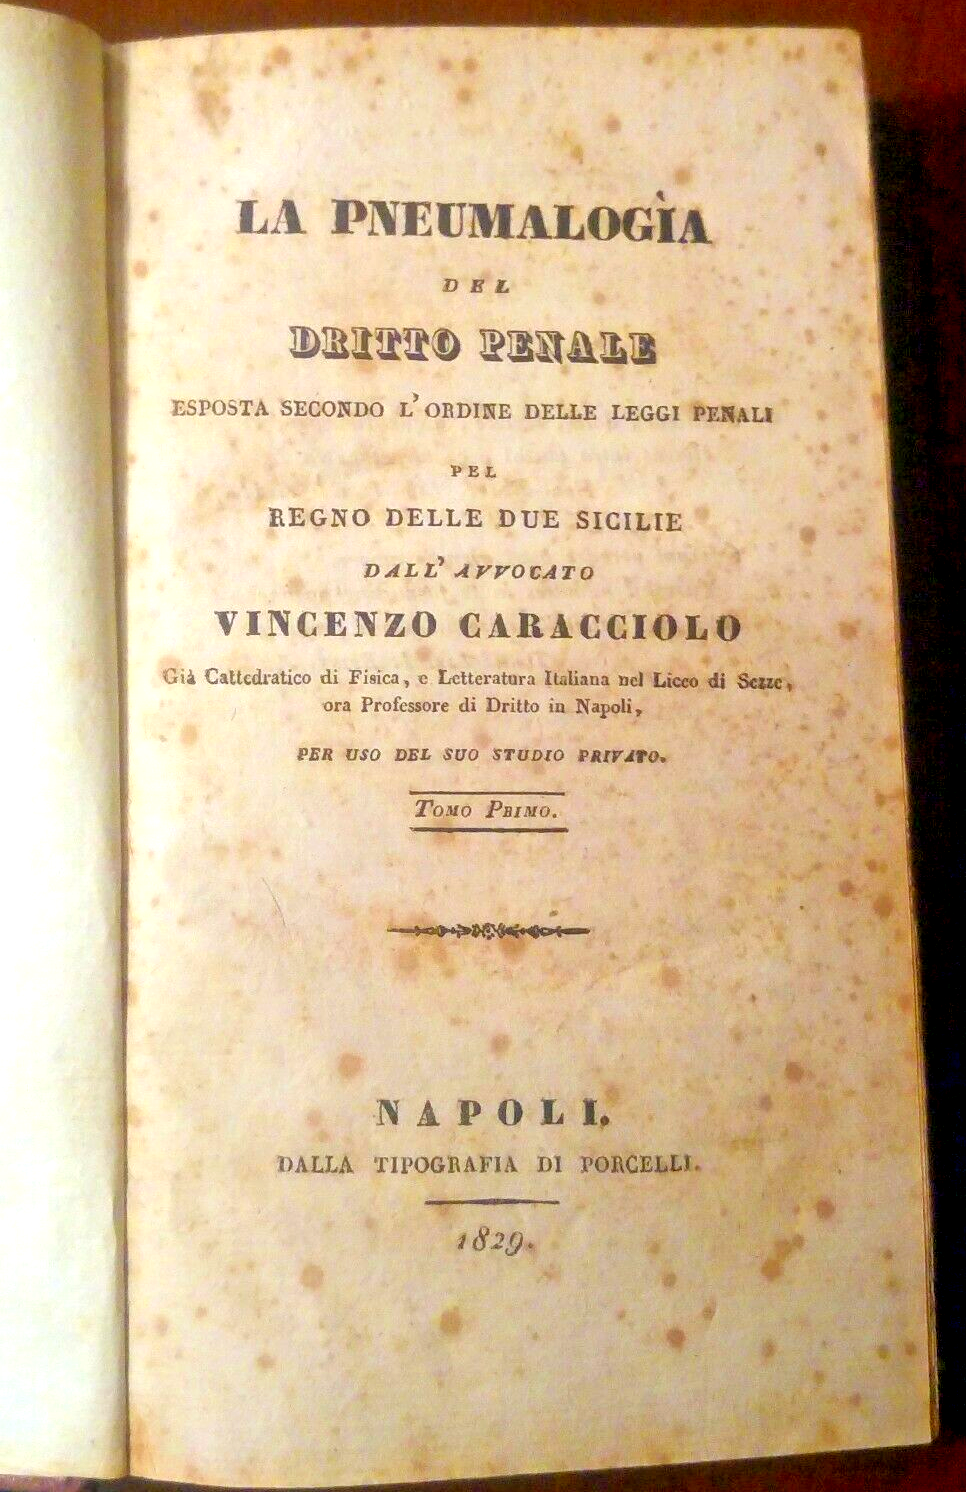 LA PNEUMALOGÌA
DEL
DRITTO PENALE
ESPOSTA SECONDO L'ORDINE DELLE LEGGI PENALI
PEL
REGNO DELLE DUE SICILIE
DALL'AVVOCATO
VINCENZO CARACCIOLO
Già Cattedratico di Fisica, e Letteratura Italiana nel Liceo di Sezze,
ora Professore di Dritto in Napoli,
PER USO DEL SUO STUDIO PRIVATO.
TOMO PRIMO.
NAPOLI.
DALLA TIPOGRAFIA DI PORCELLI.
1829.